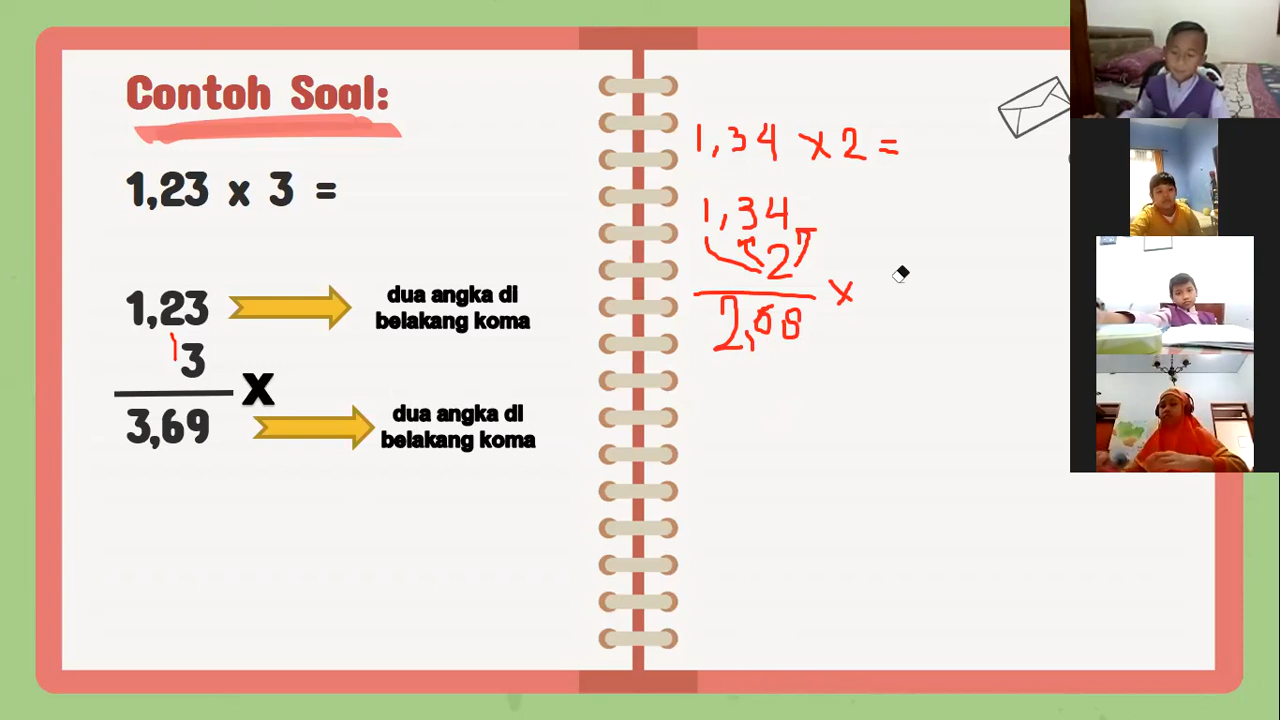 Contoh Soal:
1,23 x 3 =
1,23
dua angka di
belakang koma
1
3
X
3,69
dua angka di
belakang koma
1,34 x 2 =
1,34
2
x
2,68